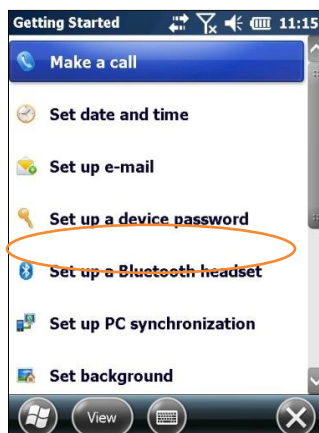 Getting Started 11:15
Make a call
Set date and time
Set up e-mail
Set up a device password
Set up a Bluetooth headset
Set up PC synchronization
Set background
View